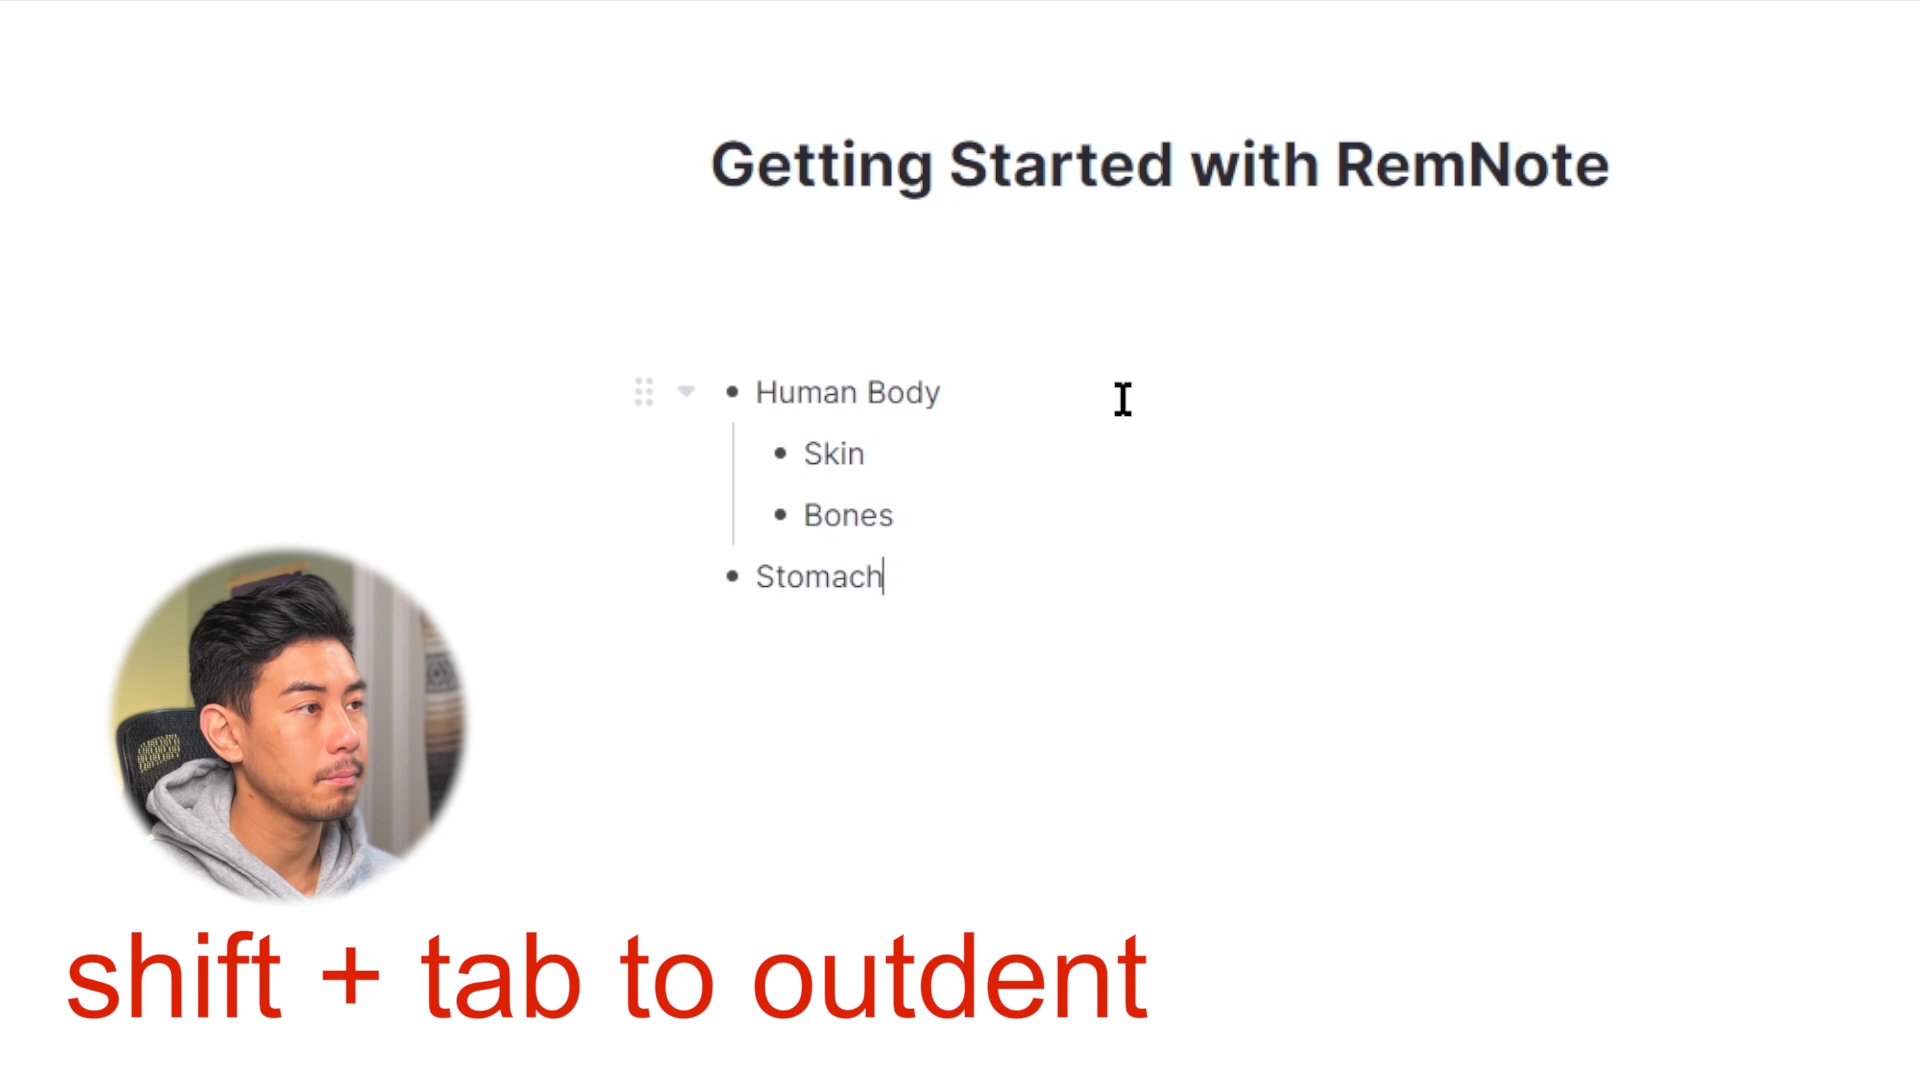 Getting Started with RemNote
Human Body
Skin
Bones
Stomach
shift + tab to outdent